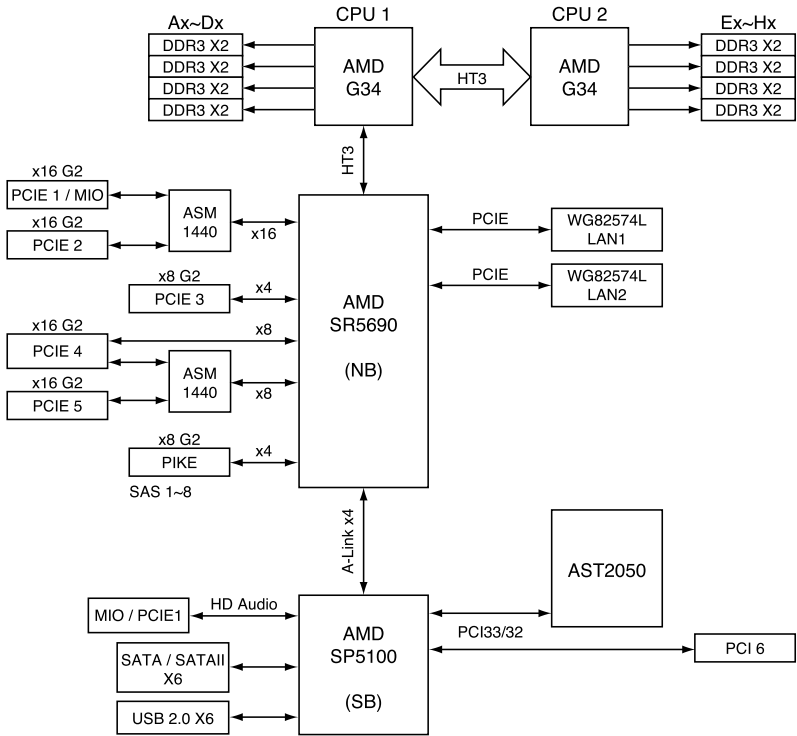 CPU 1
CPU 2
Ax~Dx
Ex~Hx
DDR3 X2
DDR3 X2
DDR3 X2
DDR3 X2
AMD
G34
HT3
AMD
G34
DDR3 X2
DDR3 X2
DDR3 X2
DDR3 X2
HT3
x16 G2
PCIE 1 / MIO
x16 G2
PCIE 2
ASM
1440
x16
x8 G2
PCIE 3
x4
x16 G2
PCIE 4
x8
x16 G2
PCIE 5
ASM
1440
x8
x8 G2
PIKE
x4
SAS 1~8
AMD
SR5690
(NB)
PCIE
WG82574L
LAN1
PCIE
WG82574L
LAN2
A-Link x4
MIO / PCIE1
HD Audio
SATA / SATAII
X6
USB 2.0 X6
AMD
SP5100
(SB)
AST2050
PCI33/32
PCI 6